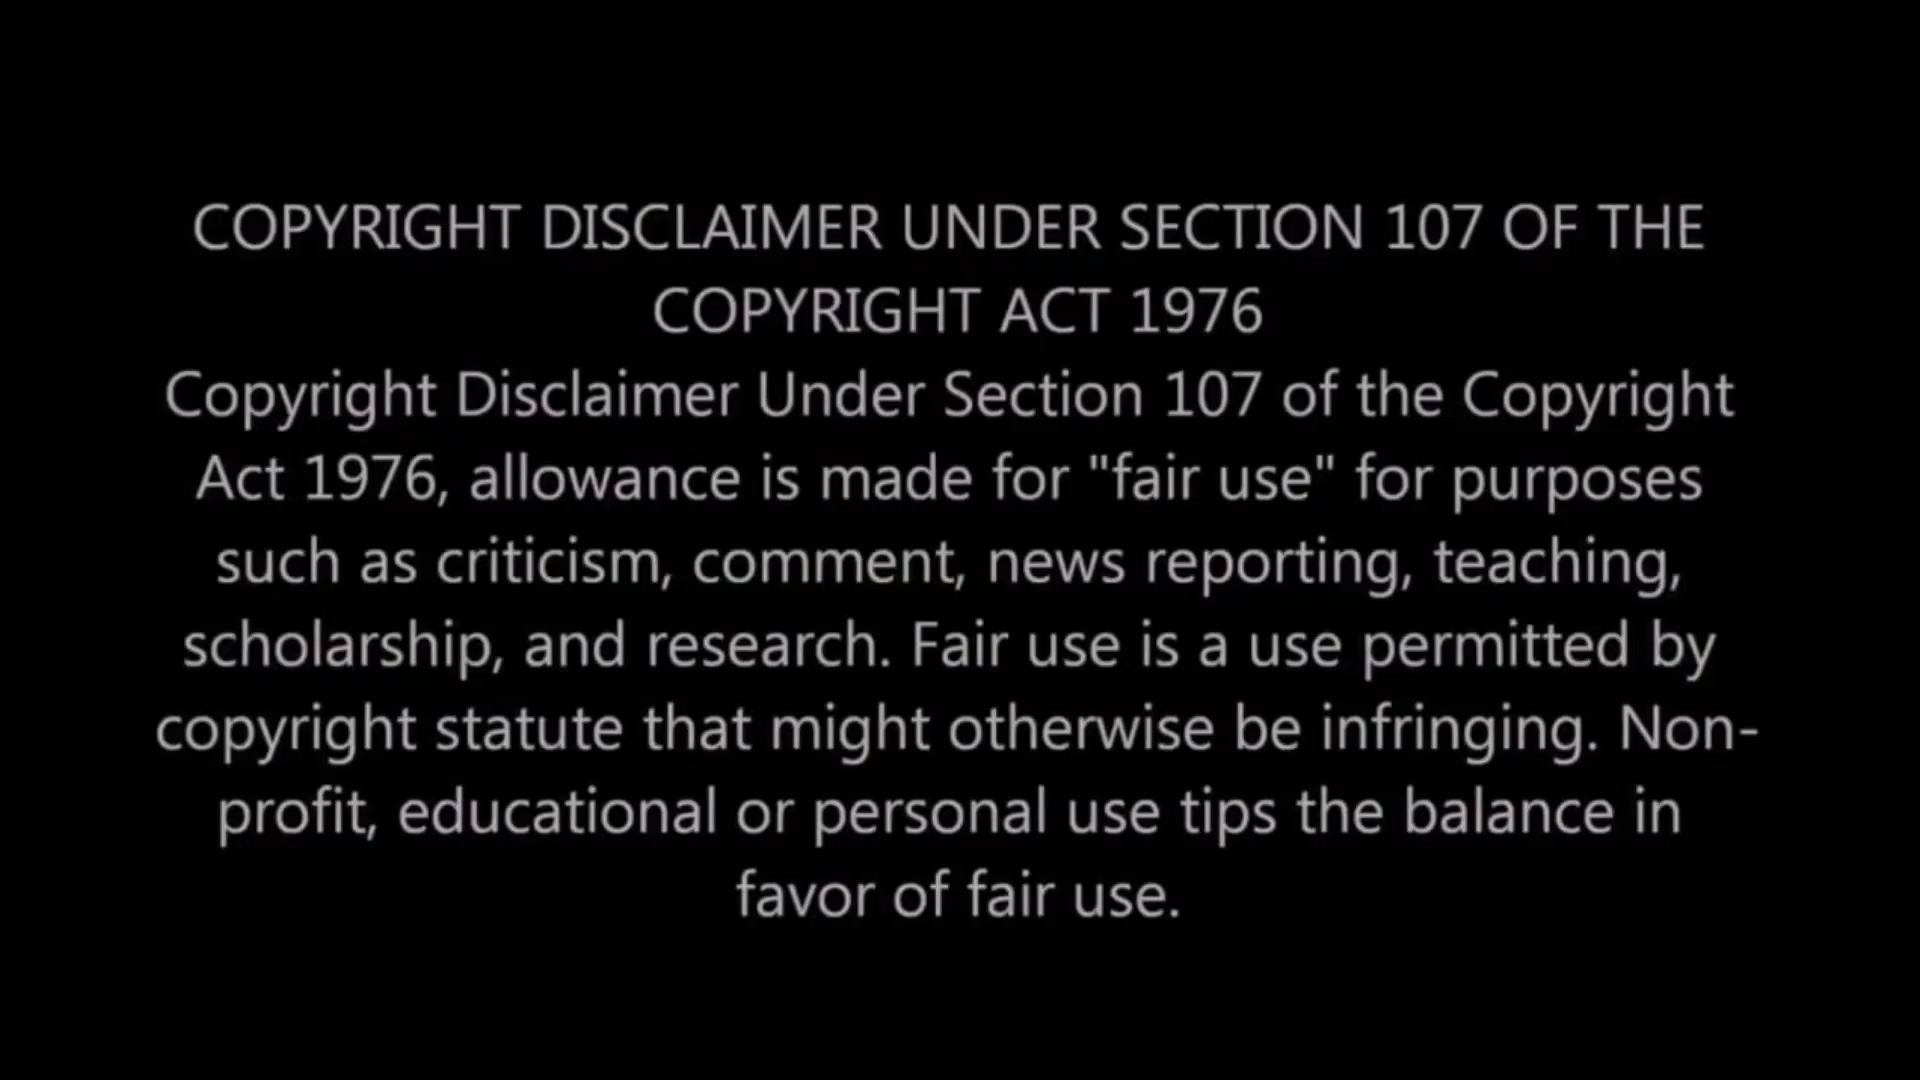 COPYRIGHT DISCLAIMER UNDER SECTION 107 OF THE
COPYRIGHT ACT 1976
Copyright Disclaimer Under Section 107 of the Copyright
Act 1976, allowance is made for "fair use" for purposes
such as criticism, comment, news reporting, teaching,
scholarship, and research. Fair use is a use permitted by
copyright statute that might otherwise be infringing. Non-
profit, educational or personal use tips the balance in
favor of fair use.